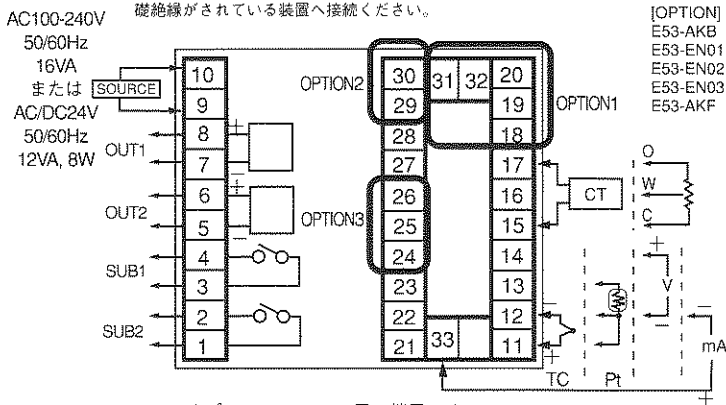 礎絶縁がされている装置へ接続ください。
AC100-240V
50/60Hz
16VA
または
AC/DC24V
50/60Hz
12VA, 8W
SOURCE
OUT1
OUT2
SUB1
SUB2
10
9
8
7
6
5
4
3
2
1
+
−
+
−
OPTION2
OPTION3
30
29
28
27
26
25
24
23
22
21
31
32
33
20
19
18
17
16
15
14
13
12
11
OPTION1
[OPTION]
E53-AKB
E53-EN01
E53-EN02
E53-EN03
E53-AKF
CT
O
W
C
+
V
−
−
mA
+
−
+
TC
Pt